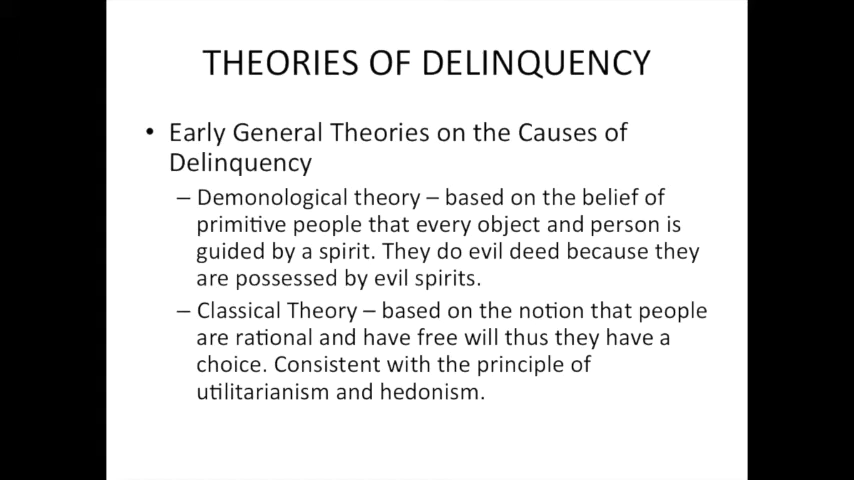 THEORIES OF DELINQUENCY
• Early General Theories on the Causes of
Delinquency
– Demonological theory – based on the belief of
primitive people that every object and person is
guided by a spirit. They do evil deed because they
are possessed by evil spirits.
– Classical Theory – based on the notion that people
are rational and have free will thus they have a
choice. Consistent with the principle of
utilitarianism and hedonism.